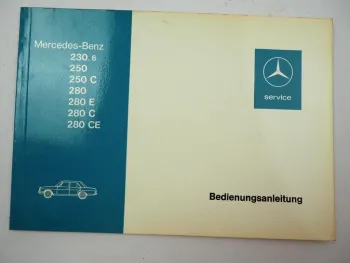 Mercedes-Benz
230.6
250
250 C
280
280 E
280 C
280 CE
service
Bedienungsanleitung